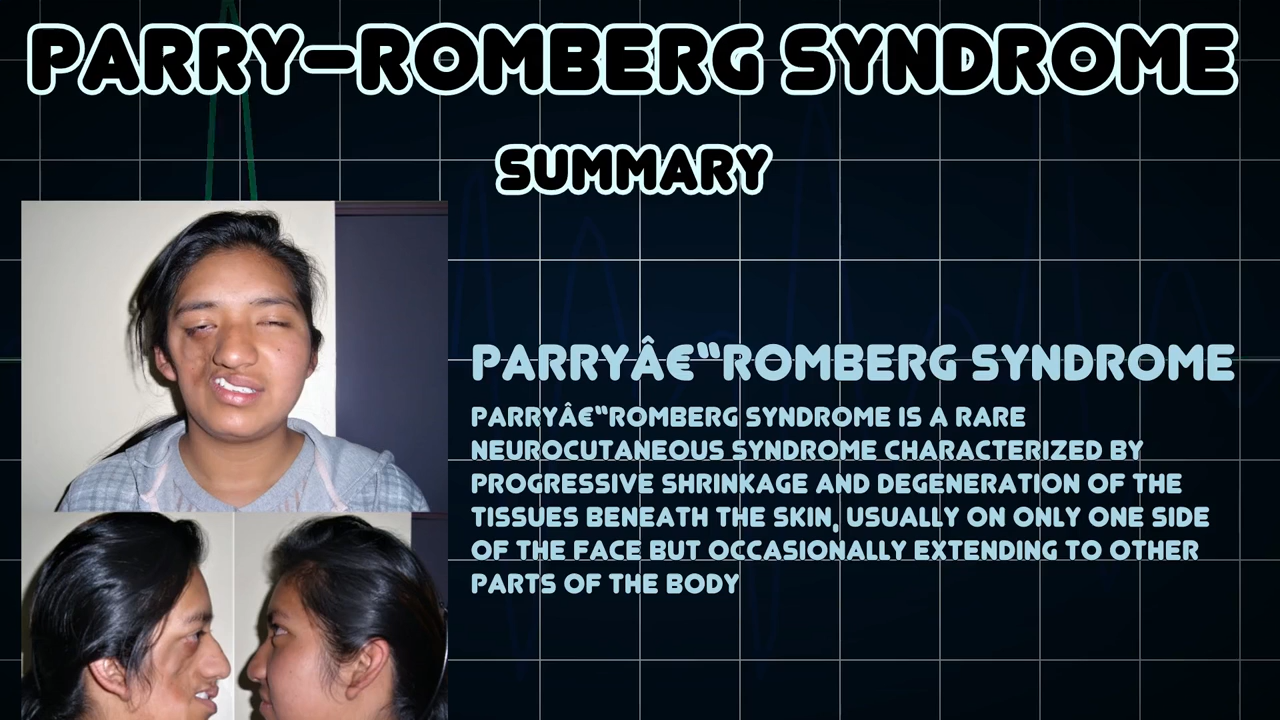 PARRY–ROMBERG SYNDROME
SUMMARY
PARRYÂ€“ROMBERG SYNDROME
PARRYÂ€“ROMBERG SYNDROME IS A RARE
NEUROCUTANEOUS SYNDROME CHARACTERIZED BY
PROGRESSIVE SHRINKAGE AND DEGENERATION OF THE
TISSUES BENEATH THE SKIN, USUALLY ON ONLY ONE SIDE
OF THE FACE BUT OCCASIONALLY EXTENDING TO OTHER
PARTS OF THE BODY